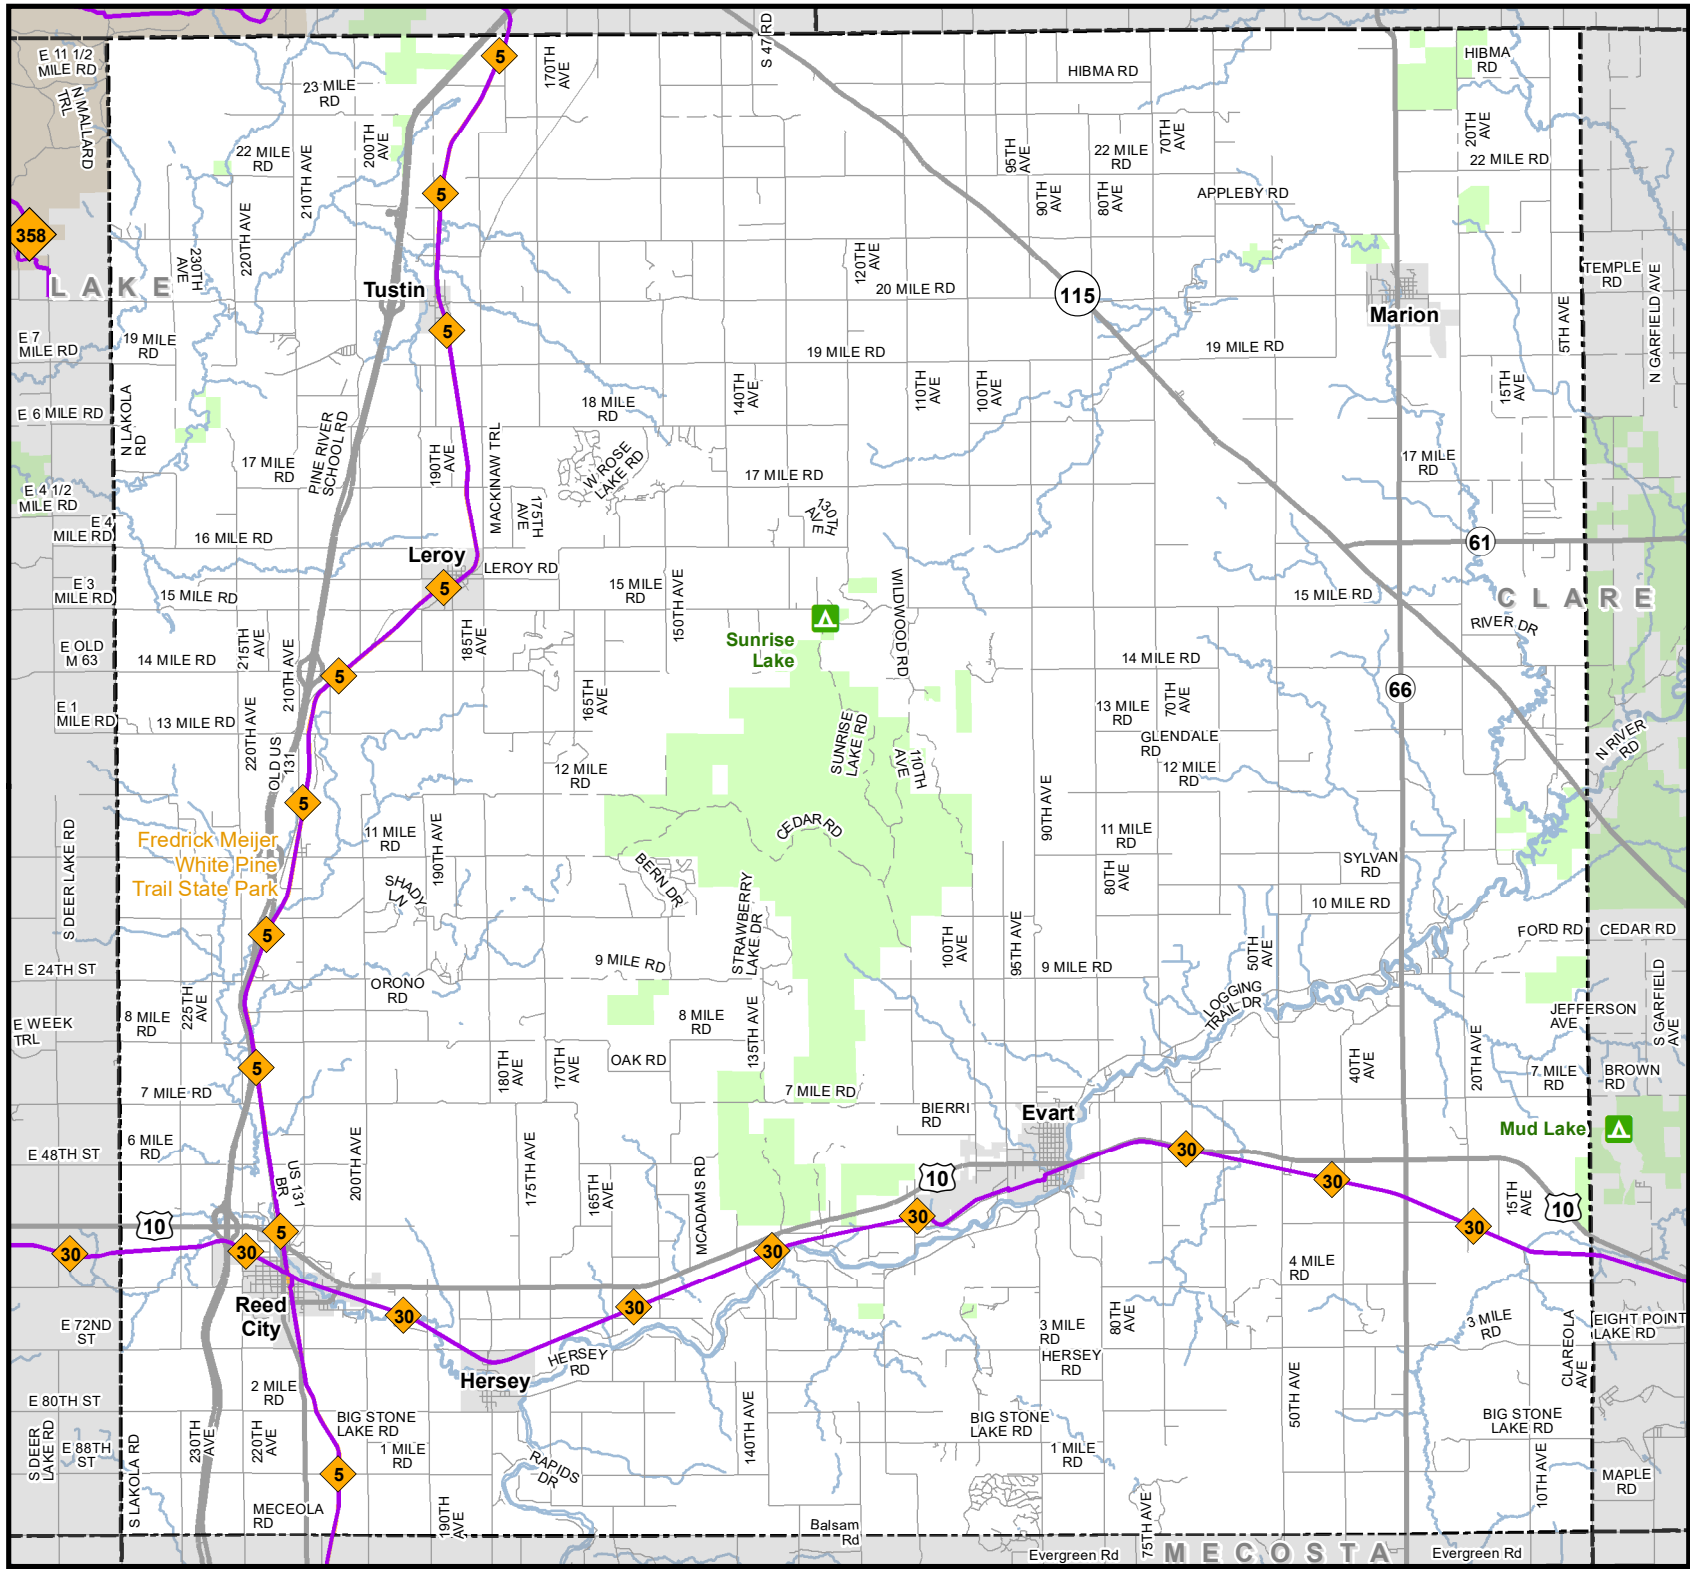 E 11 1/2
MILE RD
N MALLARD
TRL
23 MILE
RD
5
170TH
AVE
S 47 RD
HIBMA RD
HIBMA
RD
22 MILE
RD
210TH AVE
200TH
AVE
95TH
AVE
22 MILE
RD
70TH
AVE
20TH
AVE
22 MILE RD
5
90TH
AVE
80TH
AVE
APPLEBY RD
358
230TH
AVE
220TH AVE
120TH
AVE
LAKE
Tustin
20 MILE RD
115
Marion
TEMPLE
RD
N GARFIELD AVE
5TH AVE
E 7
MILE RD
19 MILE
RD
5
19 MILE RD
19 MILE RD
E 6 MILE RD
N LAKOLA
RD
PINE RIVER
SCHOOL RD
18 MILE
RD
140TH
AVE
110TH
AVE
100TH
AVE
15TH
AVE
17 MILE
RD
190TH
AVE
MACKINAW TRL
W ROSE
LAKE RD
17 MILE RD
17 MILE
RD
E 4 1/2
MILE RD
175TH
AVE
130TH
AVE
E 4
MILE RD
16 MILE RD
Leroy
LEROY RD
61
E 3
MILE RD
15 MILE RD
5
15 MILE
RD
150TH AVE
WILDWOOD RD
15 MILE RD
CLARE
RIVER DR
Sunrise
Lake
E OLD
M 63
14 MILE RD
215TH
AVE
210TH AVE
185TH
AVE
14 MILE RD
5
66
E 1
MILE RD
13 MILE RD
220TH AVE
OLD US
131
165TH
AVE
SUNRISE
LAKE RD
110TH
AVE
13 MILE
RD
70TH
AVE
GLENDALE
RD
12 MILE
RD
12 MILE
RD
N RIVER
RD
5
CEDAR RD
90TH AVE
S DEER LAKE RD
Fredrick Meijer
White Pine
Trail State Park
11 MILE
RD
190TH AVE
11 MILE
RD
SHADY
LN
BERN DR
80TH
AVE
SYLVAN
RD
10 MILE RD
5
STRAWBERRY
LAKE DR
100TH
AVE
95TH AVE
50TH
AVE
FORD RD
CEDAR RD
E 24TH ST
9 MILE RD
9 MILE RD
ORONO
RD
225TH
AVE
LOGGING
TRAIL DR
S GARFIELD
AVE
E WEEK
TRL
8 MILE
RD
8 MILE
RD
135TH AVE
JEFFERSON
AVE
5
OAK RD
180TH
AVE
170TH
AVE
40TH
AVE
20TH AVE
7 MILE RD
7 MILE RD
7 MILE
RD
BROWN
RD
BIERRI
RD
Evart
Mud Lake
E 48TH ST
6 MILE
RD
US 131
BR
200TH AVE
175TH AVE
165TH
AVE
MCADAMS RD
10
30
30
15TH
AVE
10
10
5
30
30
30
30
30
4 MILE
RD
Reed
City
30
30
E 72ND
ST
3 MILE
RD
80TH
AVE
3 MILE
RD
CLAREOLA
AVE
EIGHT POINT
LAKE RD
Hersey
HERSEY
RD
HERSEY
RD
E 80TH ST
2 MILE
RD
50TH AVE
S DEER
LAKE RD
E 88TH
ST
S LAKOLA RD
230TH
AVE
220TH
AVE
BIG STONE
LAKE RD
1 MILE
RD
140TH AVE
BIG STONE
LAKE RD
1 MILE
RD
BIG STONE
LAKE RD
5
RAPIDS
DR
10TH AVE
MAPLE
RD
MECEOLA
RD
190TH
AVE
75TH AVE
Balsam
Rd
Evergreen Rd
MECOSTA
Evergreen Rd